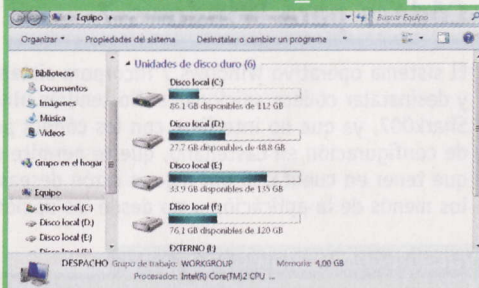 Equipo
Buscar Equipo
Organizar Propiedades del sistema Desinstalar o cambiar un programa »
Bibliotecas
Documentos
Imágenes
Música
Vídeos
Grupo en el hogar
Equipo
Disco local (C:)
Disco local (D:)
Disco local (E:)
Unidades de disco duro (6)
Disco local (C:)
86.1 GB disponibles de 112 GB
Disco local (D:)
27.7 GB disponibles de 48.8 GB
Disco local (E:)
33.9 GB disponibles de 135 GB
Disco local (F:)
76.1 GB disponibles de 120 GB
EXTERNO (I:)
DESPACHO Grupo de trabajo: WORKGROUP Memoria: 4,00 GB
Procesador: Intel(R) Core(TM)2 CPU ...